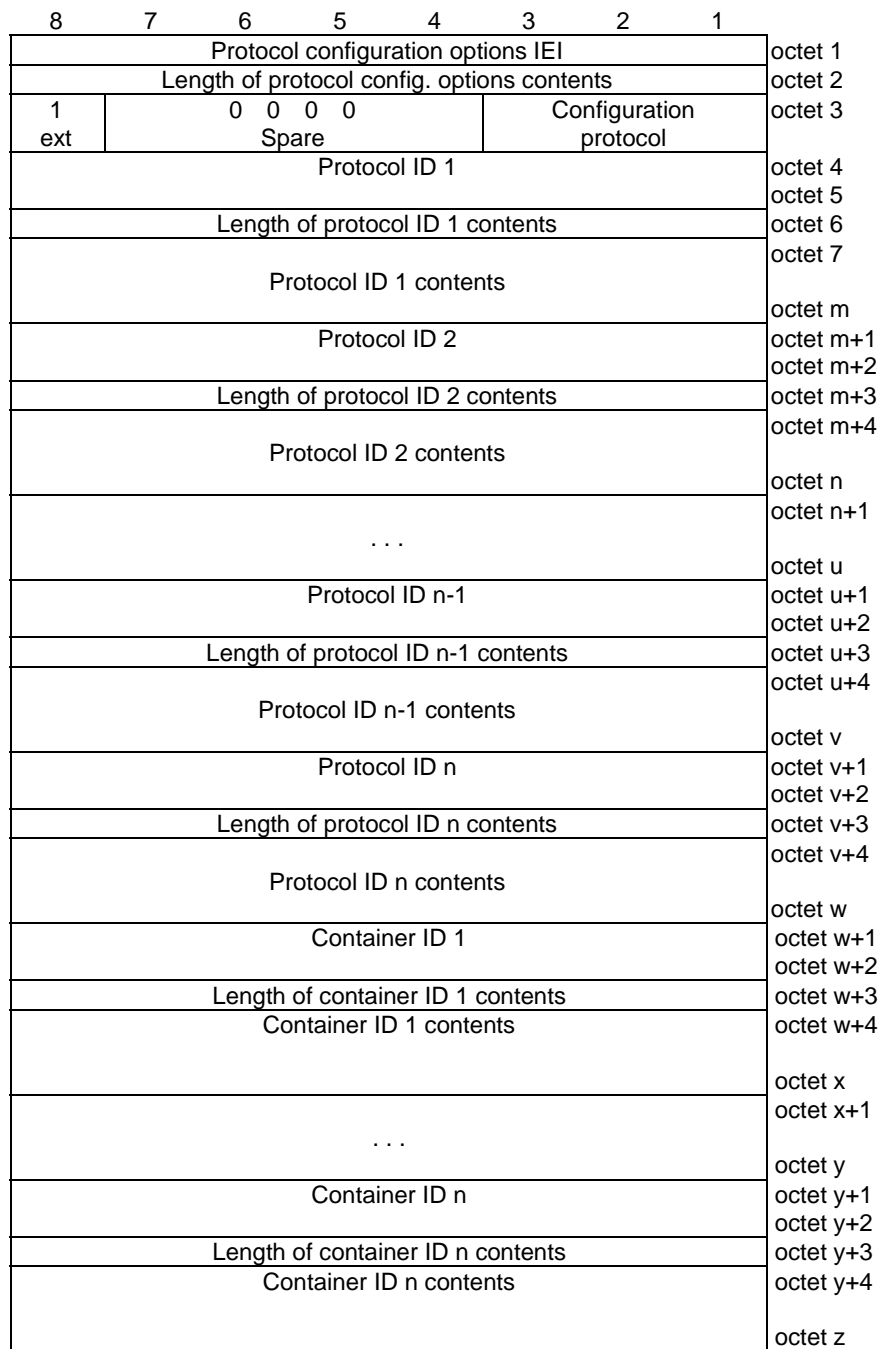 8 7 6 5 4 3 2 1
Protocol configuration options IEI octet 1
Length of protocol config. options contents octet 2
1 0 0 0 0 Configuration octet 3
ext Spare protocol
Protocol ID 1 octet 4
octet 5
Length of protocol ID 1 contents octet 6
octet 7
Protocol ID 1 contents
octet m
Protocol ID 2 octet m+1
octet m+2
Length of protocol ID 2 contents octet m+3
octet m+4
Protocol ID 2 contents
octet n
octet n+1
. . .
octet u
Protocol ID n-1 octet u+1
octet u+2
Length of protocol ID n-1 contents octet u+3
octet u+4
Protocol ID n-1 contents
octet v
Protocol ID n octet v+1
octet v+2
Length of protocol ID n contents octet v+3
octet v+4
Protocol ID n contents
octet w
Container ID 1 octet w+1
octet w+2
Length of container ID 1 contents octet w+3
Container ID 1 contents octet w+4
octet x
octet x+1
. . .
octet y
Container ID n octet y+1
octet y+2
Length of container ID n contents octet y+3
Container ID n contents octet y+4
octet z